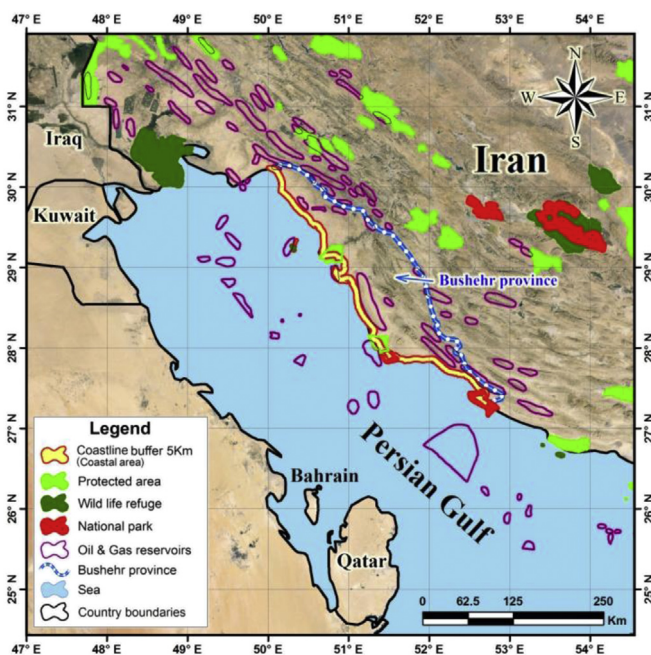 47° E 48° E 49° E 50° E 51° E 52° E 53° E 54° E
N
W E
S
31° N
31° N
Iraq
Iran
30° N
30° N
Kuwait
29° N
29° N
Bushehr province
28° N
28° N
Legend
Coastline buffer 5Km
(Coastal area)
Protected area
Wild life refuge
National park
Oil & Gas reservoirs
Bushehr province
Sea
Country boundaries
27° N
27° N
Persian Gulf
Bahrain
26° N
26° N
Qatar
25° N
25° N
0 62.5 125 250
Km
47° E 48° E 49° E 50° E 51° E 52° E 53° E 54° E